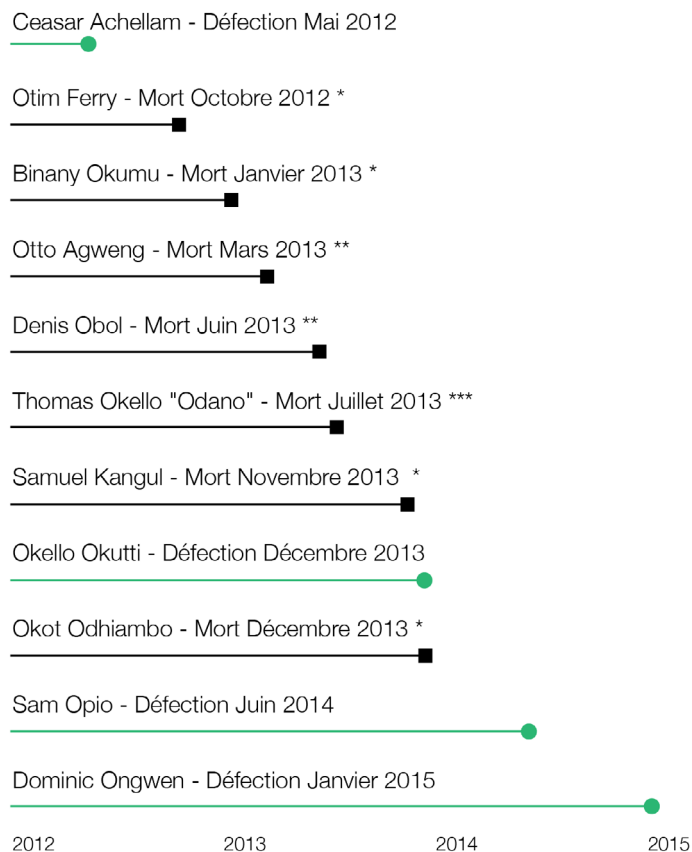 Ceasar Achellam - Défection Mai 2012
Otim Ferry - Mort Octobre 2012 *
Binany Okumu - Mort Janvier 2013 *
Otto Agweng - Mort Mars 2013 **
Denis Obol - Mort Juin 2013 **
Thomas Okello "Odano" - Mort Juillet 2013 ***
Samuel Kangul - Mort Novembre 2013 *
Okello Okutti - Défection Décembre 2013
Okot Odhiambo - Mort Décembre 2013 *
Sam Opio - Défection Juin 2014
Dominic Ongwen - Défection Janvier 2015
2012 2013 2014 2015